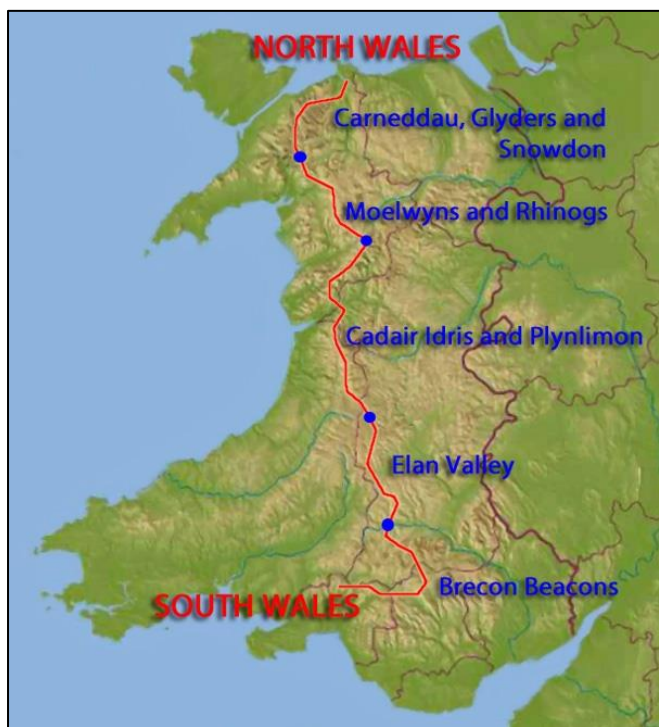 NORTH WALES
Carneddau, Glyders and
Snowdon
Moelwyns and Rhinogs
Cadair Idris and Plynlimon
Elan Valley
Brecon Beacons
SOUTH WALES